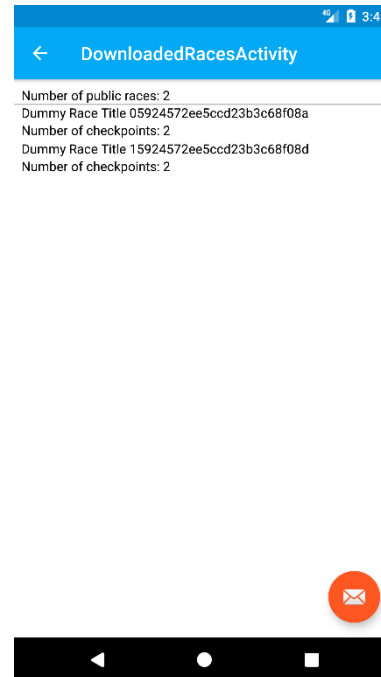 4G 3:4
DownloadedRacesActivity
Number of public races: 2
Dummy Race Title 05924572ee5ccd23b3c68f08a
Number of checkpoints: 2
Dummy Race Title 15924572ee5ccd23b3c68f08d
Number of checkpoints: 2